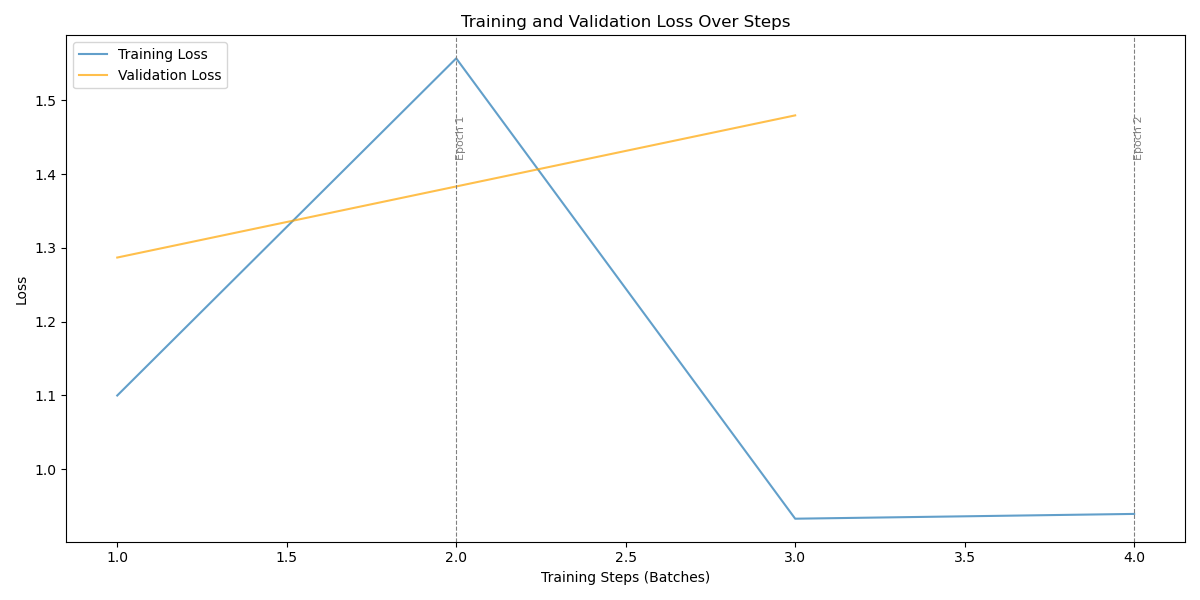 Training and Validation Loss Over Steps
Training Loss
Validation Loss
Epoch 1
Epoch 2
Loss
1.5
1.4
1.3
1.2
1.1
1.0
1.0
1.5
2.0
2.5
3.0
3.5
4.0
Training Steps (Batches)